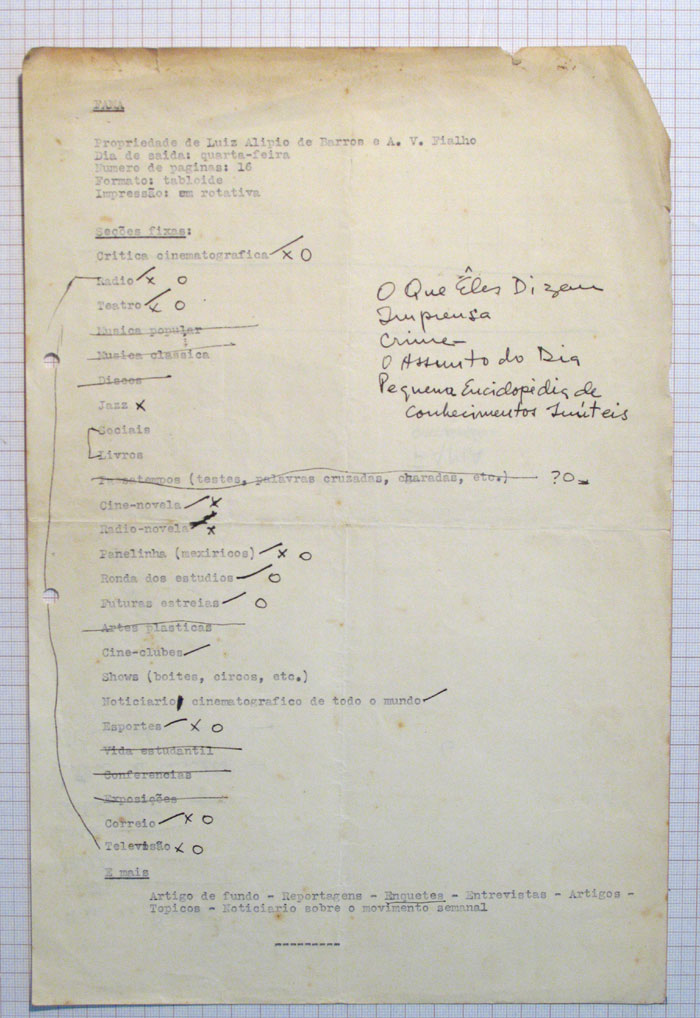 FAMA
Propriedade de Luiz Alipio de Barros e A. V. Fialho
Dia de saida: quarta-feira
Numero de paginas: 16
Formato: tabloide
Impressão: em rotativa
Seções fixas:
Critica cinematografica / x O
Radio / x O
Teatro / x O
Musica popular
Musica classica
Discos
Jazz x
Sociais
Livros
Passatempos (testes, palavras cruzadas, charadas, etc.) ?O
Cine-novela / x
Radio-novela / x
Panelinha (mexiricos) / x O
Ronda dos estudios / O
Futuras estreias / O
Artes plasticas
Cine-clubes /
Shows (boites, circos, etc.)
Noticiario cinematografico de todo o mundo /
Esportes / x O
Vida estudantil
Conferencias
Exposições
Correio / x O
Televisão x O
E mais
Artigo de fundo - Reportagens - Enquetes - Entrevistas - Artigos -
Topicos - Noticiario sobre o movimento semanal
---------
O Que Êles Dizem
Imprensa
Crime
O Assunto do Dia
Pequena Enciclopédia de
Conhecimentos Inúteis